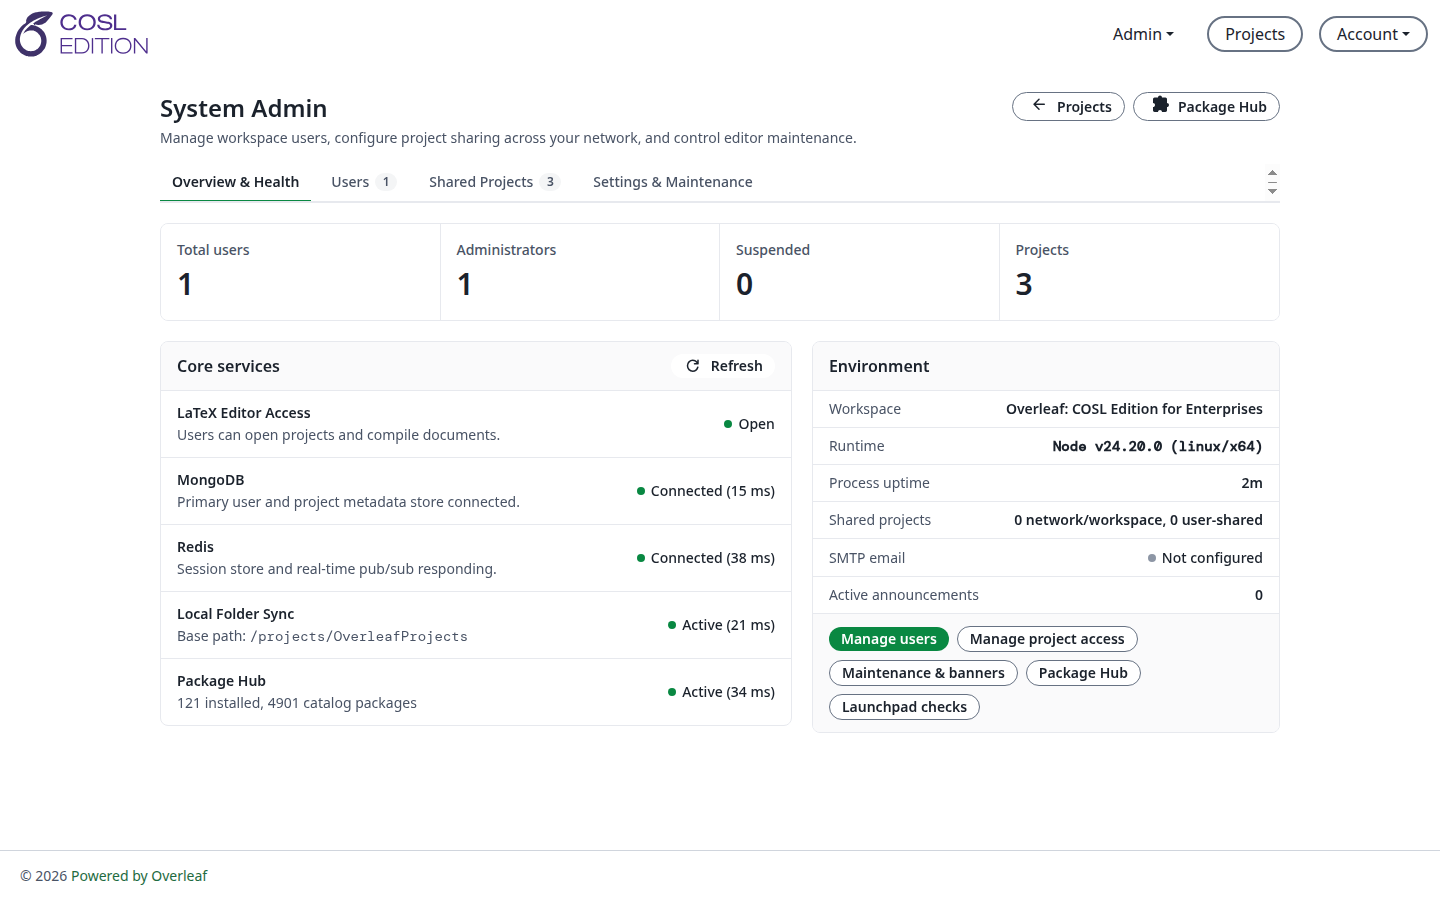 COSL
EDITION
Admin
Projects
Account
System Admin
Projects
Package Hub
Manage workspace users, configure project sharing across your network, and control editor maintenance.
Overview & Health
Users 1
Shared Projects 3
Settings & Maintenance
Total users
1
Administrators
1
Suspended
0
Projects
3
Core services
Refresh
LaTeX Editor Access
Users can open projects and compile documents.
Open
MongoDB
Primary user and project metadata store connected.
Connected (15 ms)
Redis
Session store and real-time pub/sub responding.
Connected (38 ms)
Local Folder Sync
Base path: /projects/OverleafProjects
Active (21 ms)
Package Hub
121 installed, 4901 catalog packages
Active (34 ms)
Environment
Workspace Overleaf: COSL Edition for Enterprises
Runtime Node v24.20.0 (linux/x64)
Process uptime 2m
Shared projects 0 network/workspace, 0 user-shared
SMTP email Not configured
Active announcements 0
Manage users
Manage project access
Maintenance & banners
Package Hub
Launchpad checks
© 2026 Powered by Overleaf